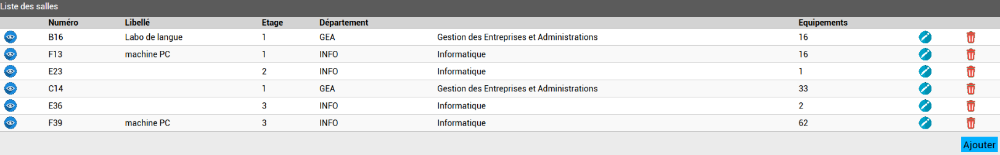 Liste des salles
Numéro Libellé Etage Département Equipements
B16 Labo de langue 1 GEA Gestion des Entreprises et Administrations 16
F13 machine PC 1 INFO Informatique 16
E23 2 INFO Informatique 1
C14 1 GEA Gestion des Entreprises et Administrations 33
E36 3 INFO Informatique 2
F39 machine PC 3 INFO Informatique 62
Ajouter